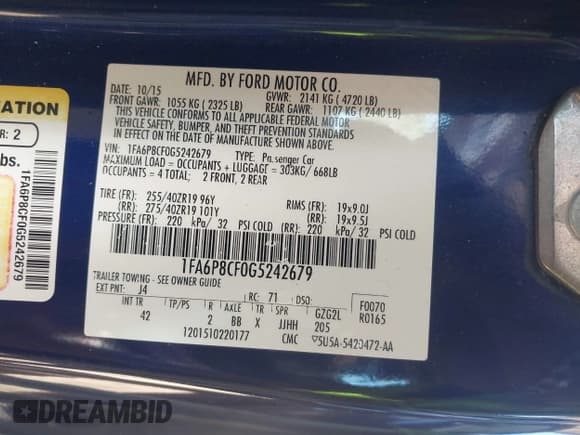 MFD. BY FORD MOTOR CO.
DATE: 10/15 GVWR: 2141 KG ( 4720 LB)
FRONT GAWR: 1055 KG ( 2325 LB) REAR GAWR: 1107 KG ( 2440 LB)
THIS VEHICLE CONFORMS TO ALL APPLICABLE FEDERAL MOTOR
VEHICLE SAFETY, BUMPER, AND THEFT PREVENTION STANDARDS
IN EFFECT ON THE DATE OF MANUFACTURE SHOWN ABOVE.
VIN: 1FA6P8CF0G5242679 TYPE: Passenger Car
MAXIMUM LOAD = OCCUPANTS + LUGGAGE = 303KG/ 668LB
OCCUPANTS = 4 TOTAL; 2 FRONT, 2 REAR
TIRE (FR): 255/40ZR19 96Y RIMS (FR): 19x9.0J
(RR): 275/40ZR19 101Y (RR): 19x9.5J
PRESSURE (FR): 220 kPa/ 32 PSI COLD (RR): 220 kPa/ 32 PSI COLD
1FA6P8CF0G5242679
TRAILER TOWING - SEE OWNER GUIDE
EXT PNT: J4 RC: 71 DSO: F0070
INT TR TP/PS R AXLE TR SPR GZG2L R0165
42 2 BB X JJHH 205
1201510220177 CMC 5U5A-5420472-AA
MATION
R: 2
bs.
1FA6P8CF0G5242679
DREAMBID